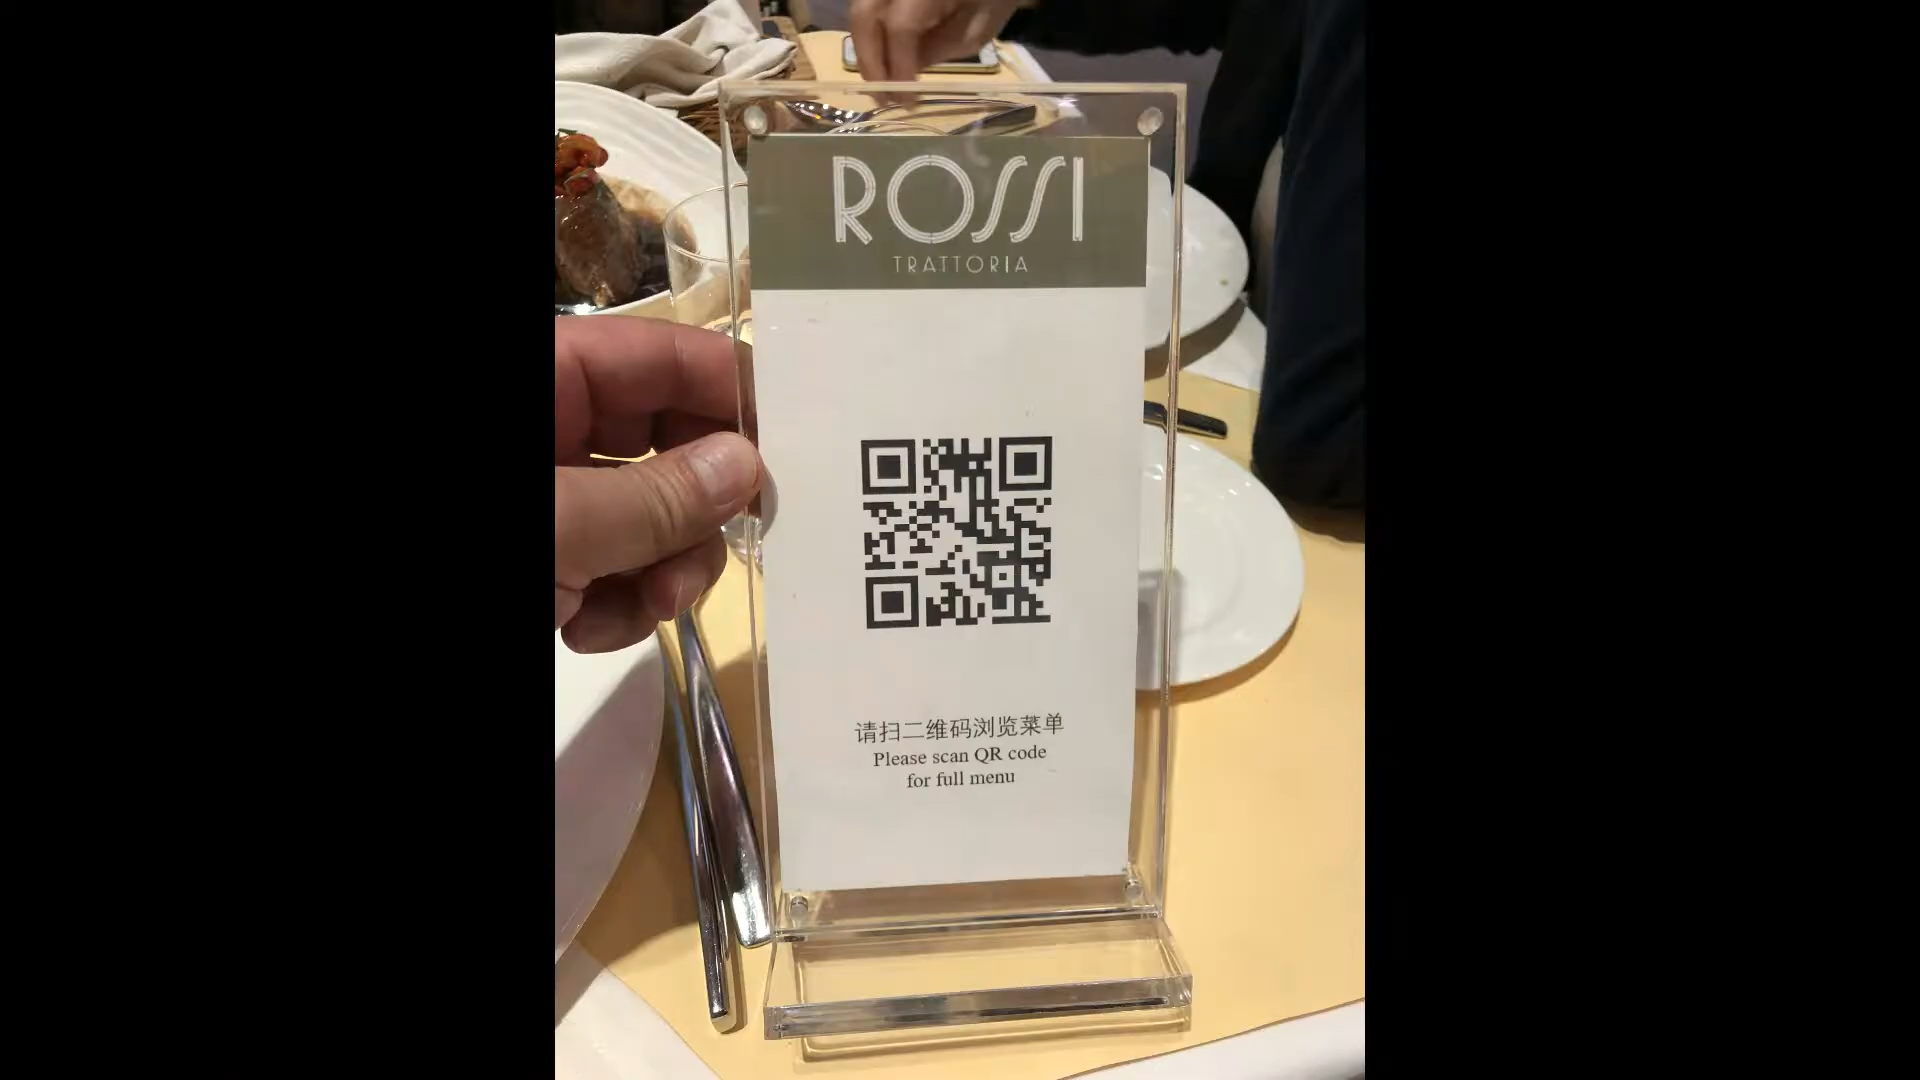 ROSSI
TRATTORIA
请扫二维码浏览菜单
Please scan QR code
for full menu